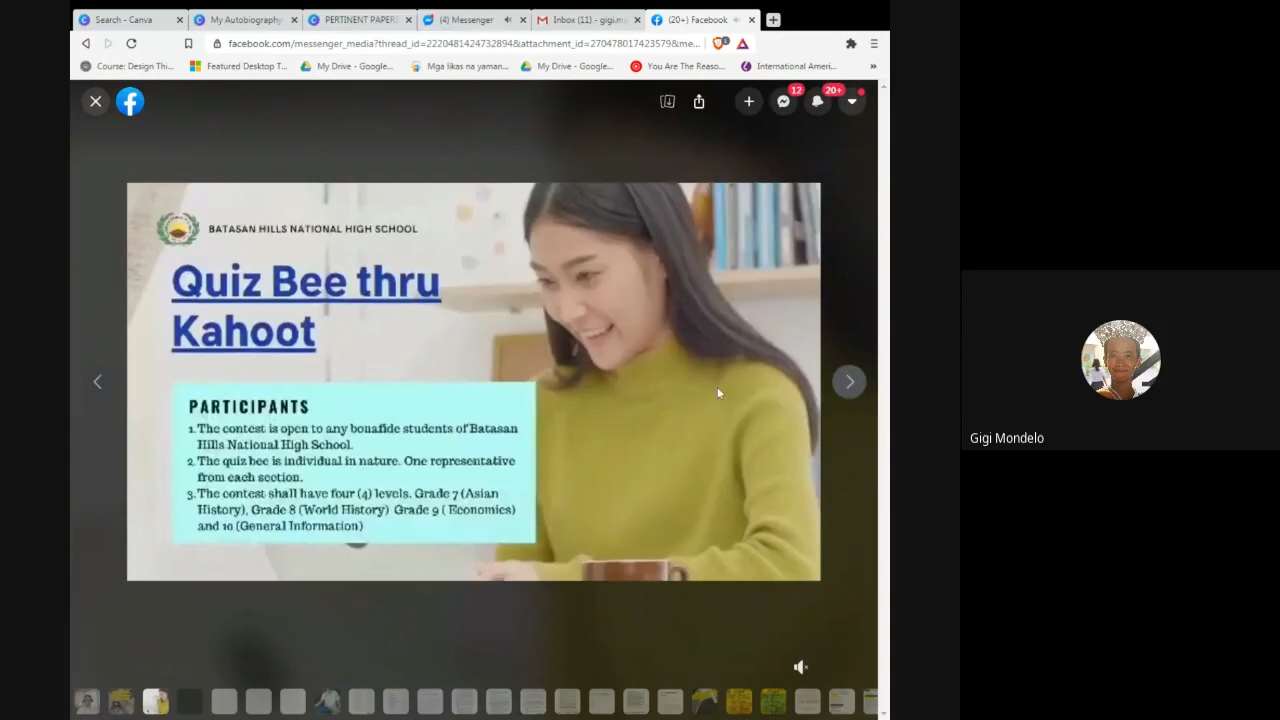 Search - Canva
My Autobiography
PERTINENT PAPERS
(4) Messenger
Inbox (11) - gigi.m
(20+) Facebook
facebook.com/messenger_media?thread_id=2220481424732894&attachment_id=270478017423579&me...
Course: Design Thi...
Featured Desktop T...
My Drive - Google...
Mga likas na yaman...
My Drive - Google...
You Are The Reaso...
International Ameri...
12
20+
BATASAN HILLS NATIONAL HIGH SCHOOL
Quiz Bee thru
Kahoot
PARTICIPANTS
1. The contest is open to any bonafide students of Batasan
Hills National High School.
2. The quiz bee is individual in nature. One representative
from each section.
3. The contest shall have four (4) levels. Grade 7 (Asian
History), Grade 8 (World History) Grade 9 ( Economics)
and 10 (General Information)
Gigi Mondelo